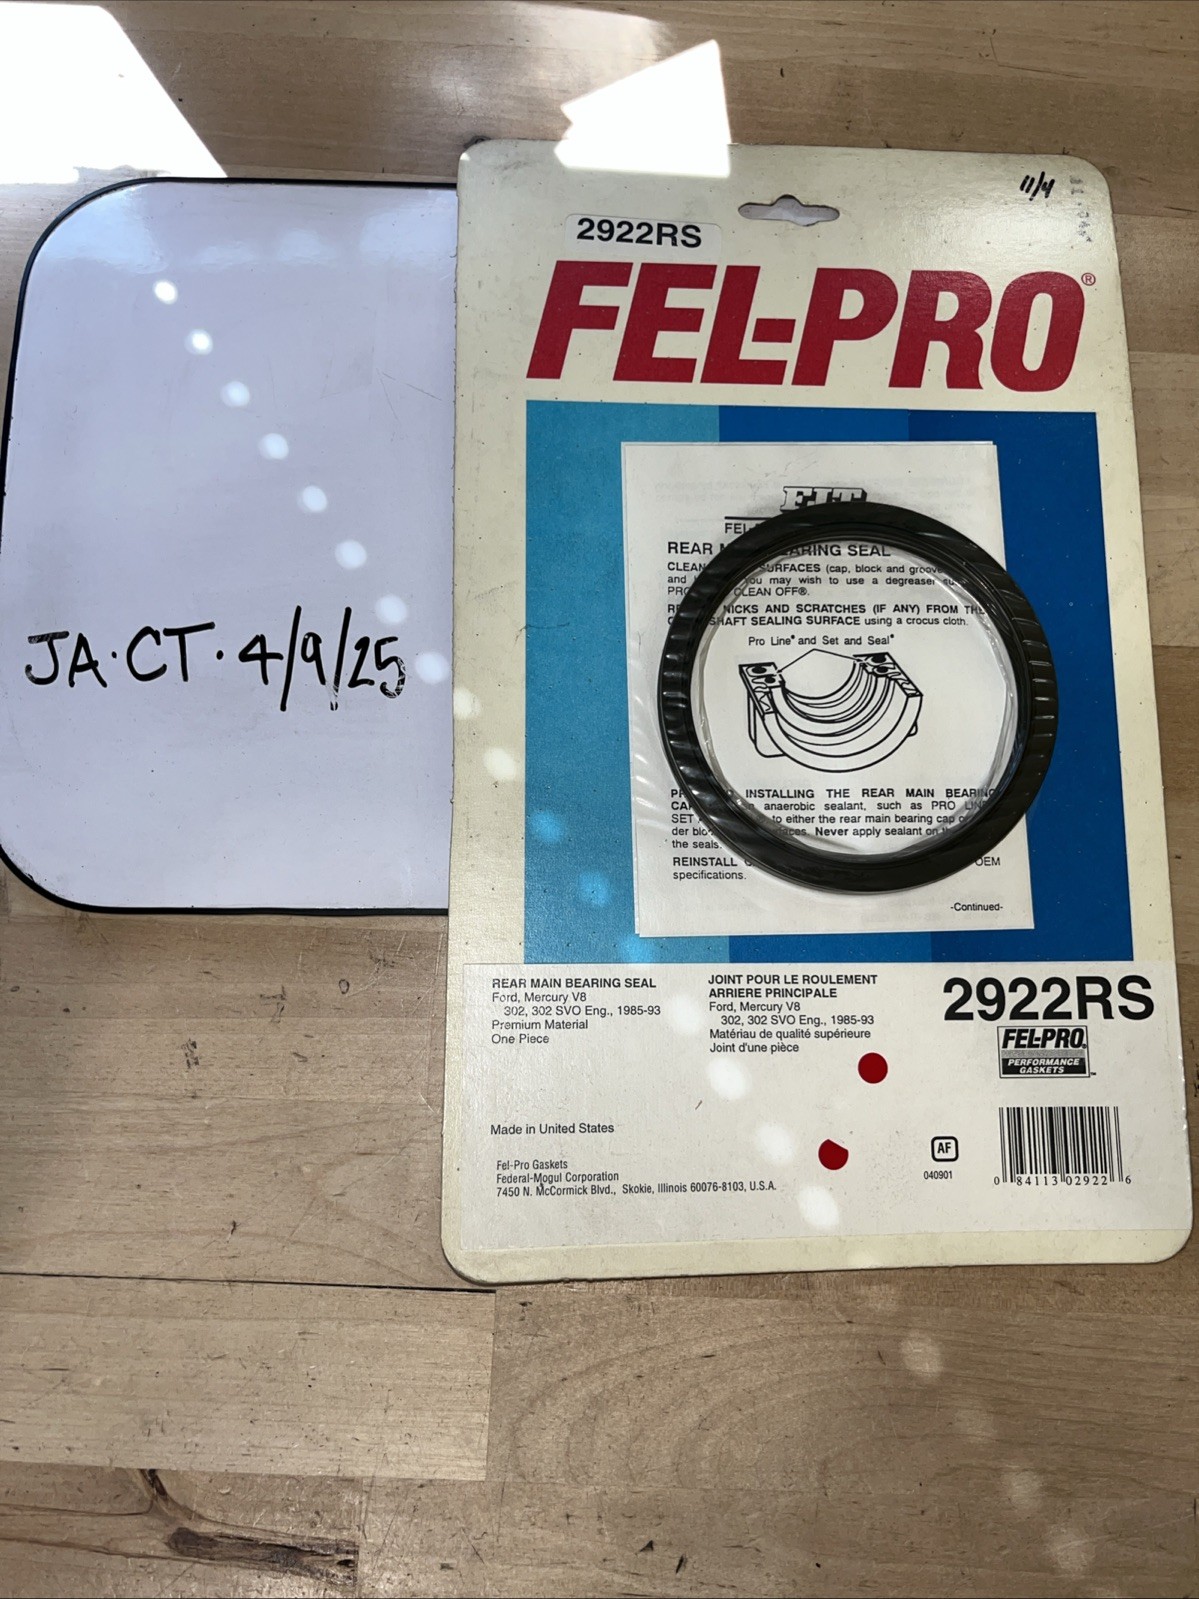 11/4
2922RS
FEL-PRO®
FEL
REAR BEARING SEAL
CLEAN SURFACES (cap, block and groove
and you may wish to use a degreaser
PRO CLEAN OFF®.
NICKS AND SCRATCHES (IF ANY) FROM THE
SHAFT SEALING SURFACE using a crocus cloth.
Pro Line® and Set and Seal®
INSTALLING THE REAR MAIN BEARING
anaerobic sealant, such as PRO LINE
SET to either the rear main bearing cap
Never apply sealant on
the seals.
REINSTALL OEM
specifications.
-Continued-
JA·CT·4/9/25
REAR MAIN BEARING SEAL
Ford, Mercury V8
302, 302 SVO Eng., 1985-93
Premium Material
One Piece
JOINT POUR LE ROULEMENT
ARRIERE PRINCIPALE
Ford, Mercury V8
302, 302 SVO Eng., 1985-93
Matériau de qualité supérieure
Joint d'une pièce
2922RS
FEL-PRO®
PERFORMANCE
GASKETS™
Made in United States
Fel-Pro Gaskets
Federal-Mogul Corporation
7450 N. McCormick Blvd., Skokie, Illinois 60076-8103, U.S.A.
AF
040901
0 84113 02922 6